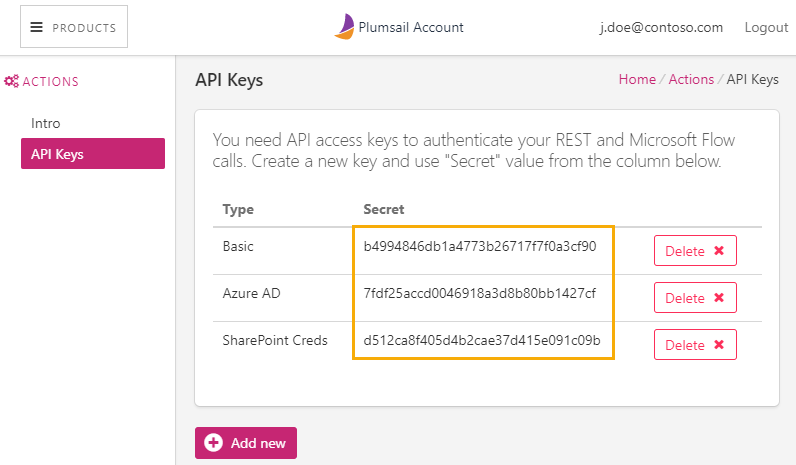 PRODUCTS
Plumsail Account
j.doe@contoso.com
Logout
ACTIONS
Intro
API Keys
API Keys
Home / Actions / API Keys
You need API access keys to authenticate your REST and Microsoft Flow
calls. Create a new key and use "Secret" value from the column below.
Type Secret
Basic b4994846db1a4773b26717f7f0a3cf90 Delete
Azure AD 7fdf25accd0046918a3d8b80bb1427cf Delete
SharePoint Creds d512ca8f405d4b2cae37d415e091c09b Delete
Add new